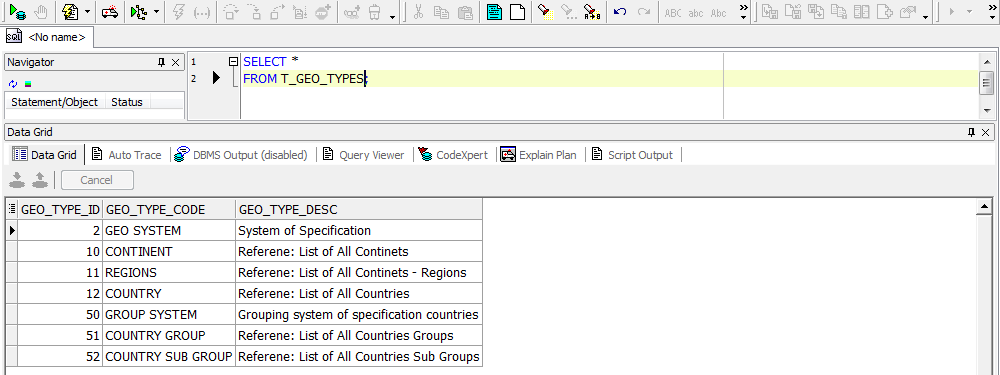 A→B ABC abc Abc
SQL <No name>
Navigator
Statement/Object Status
1 SELECT *
2 FROM T_GEO_TYPES;
Data Grid
Data Grid Auto Trace DBMS Output (disabled) Query Viewer CodeXpert Explain Plan Script Output
Cancel
GEO_TYPE_ID GEO_TYPE_CODE GEO_TYPE_DESC
2 GEO SYSTEM System of Specification
10 CONTINENT Referene: List of All Continets
11 REGIONS Referene: List of All Continets - Regions
12 COUNTRY Referene: List of All Countries
50 GROUP SYSTEM Grouping system of specification countries
51 COUNTRY GROUP Referene: List of All Countries Groups
52 COUNTRY SUB GROUP Referene: List of All Countries Sub Groups